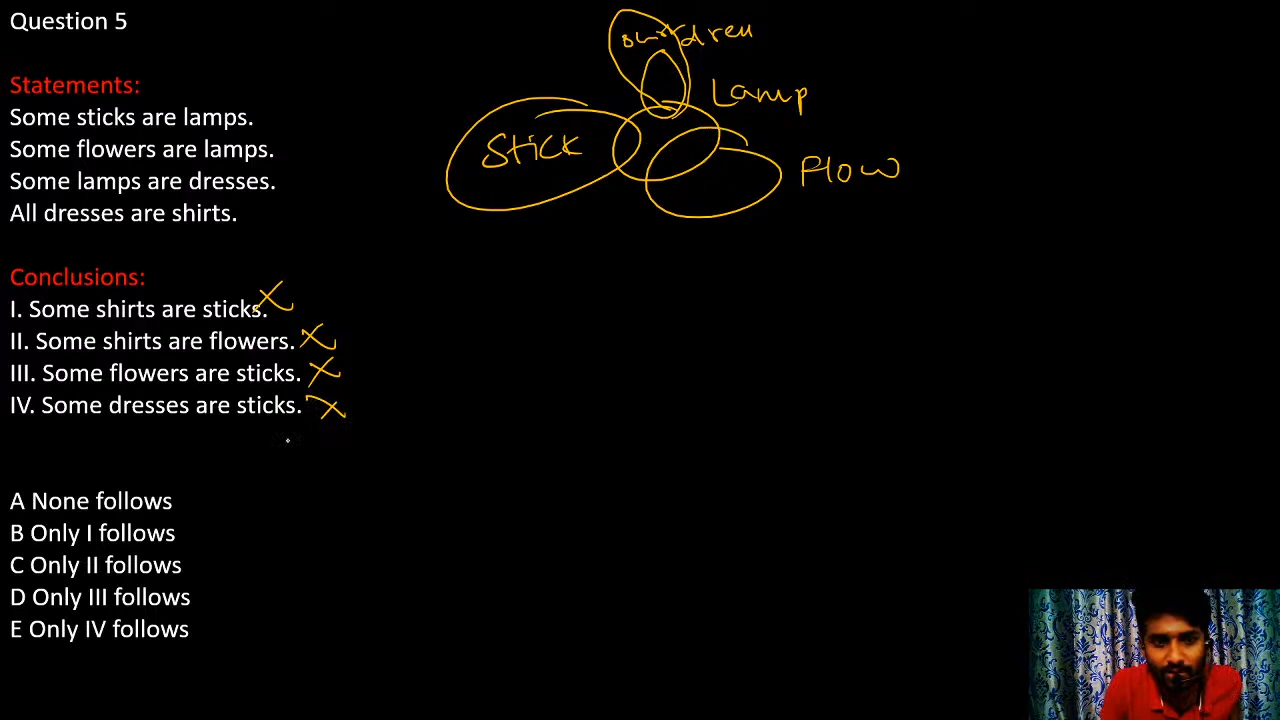 Question 5
Statements:
Some sticks are lamps.
Some flowers are lamps.
Some lamps are dresses.
All dresses are shirts.
Conclusions:
I. Some shirts are sticks.
II. Some shirts are flowers.
III. Some flowers are sticks.
IV. Some dresses are sticks.
A None follows
B Only I follows
C Only II follows
D Only III follows
E Only IV follows
Lamp
Stick
Flow